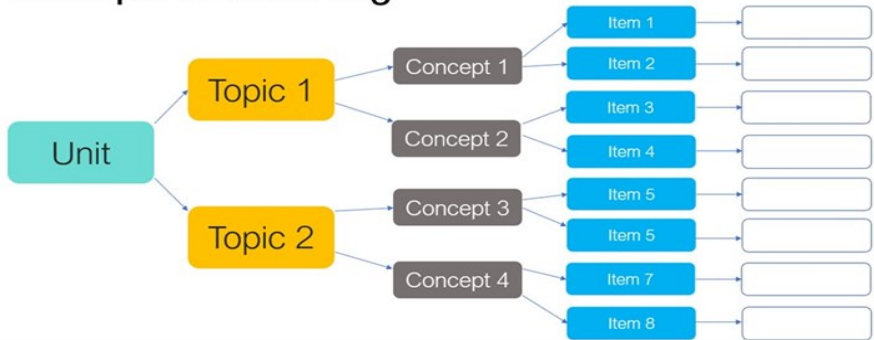 Unit
Topic 1
Topic 2
Concept 1
Concept 2
Concept 3
Concept 4
Item 1
Item 2
Item 3
Item 4
Item 5
Item 5
Item 7
Item 8